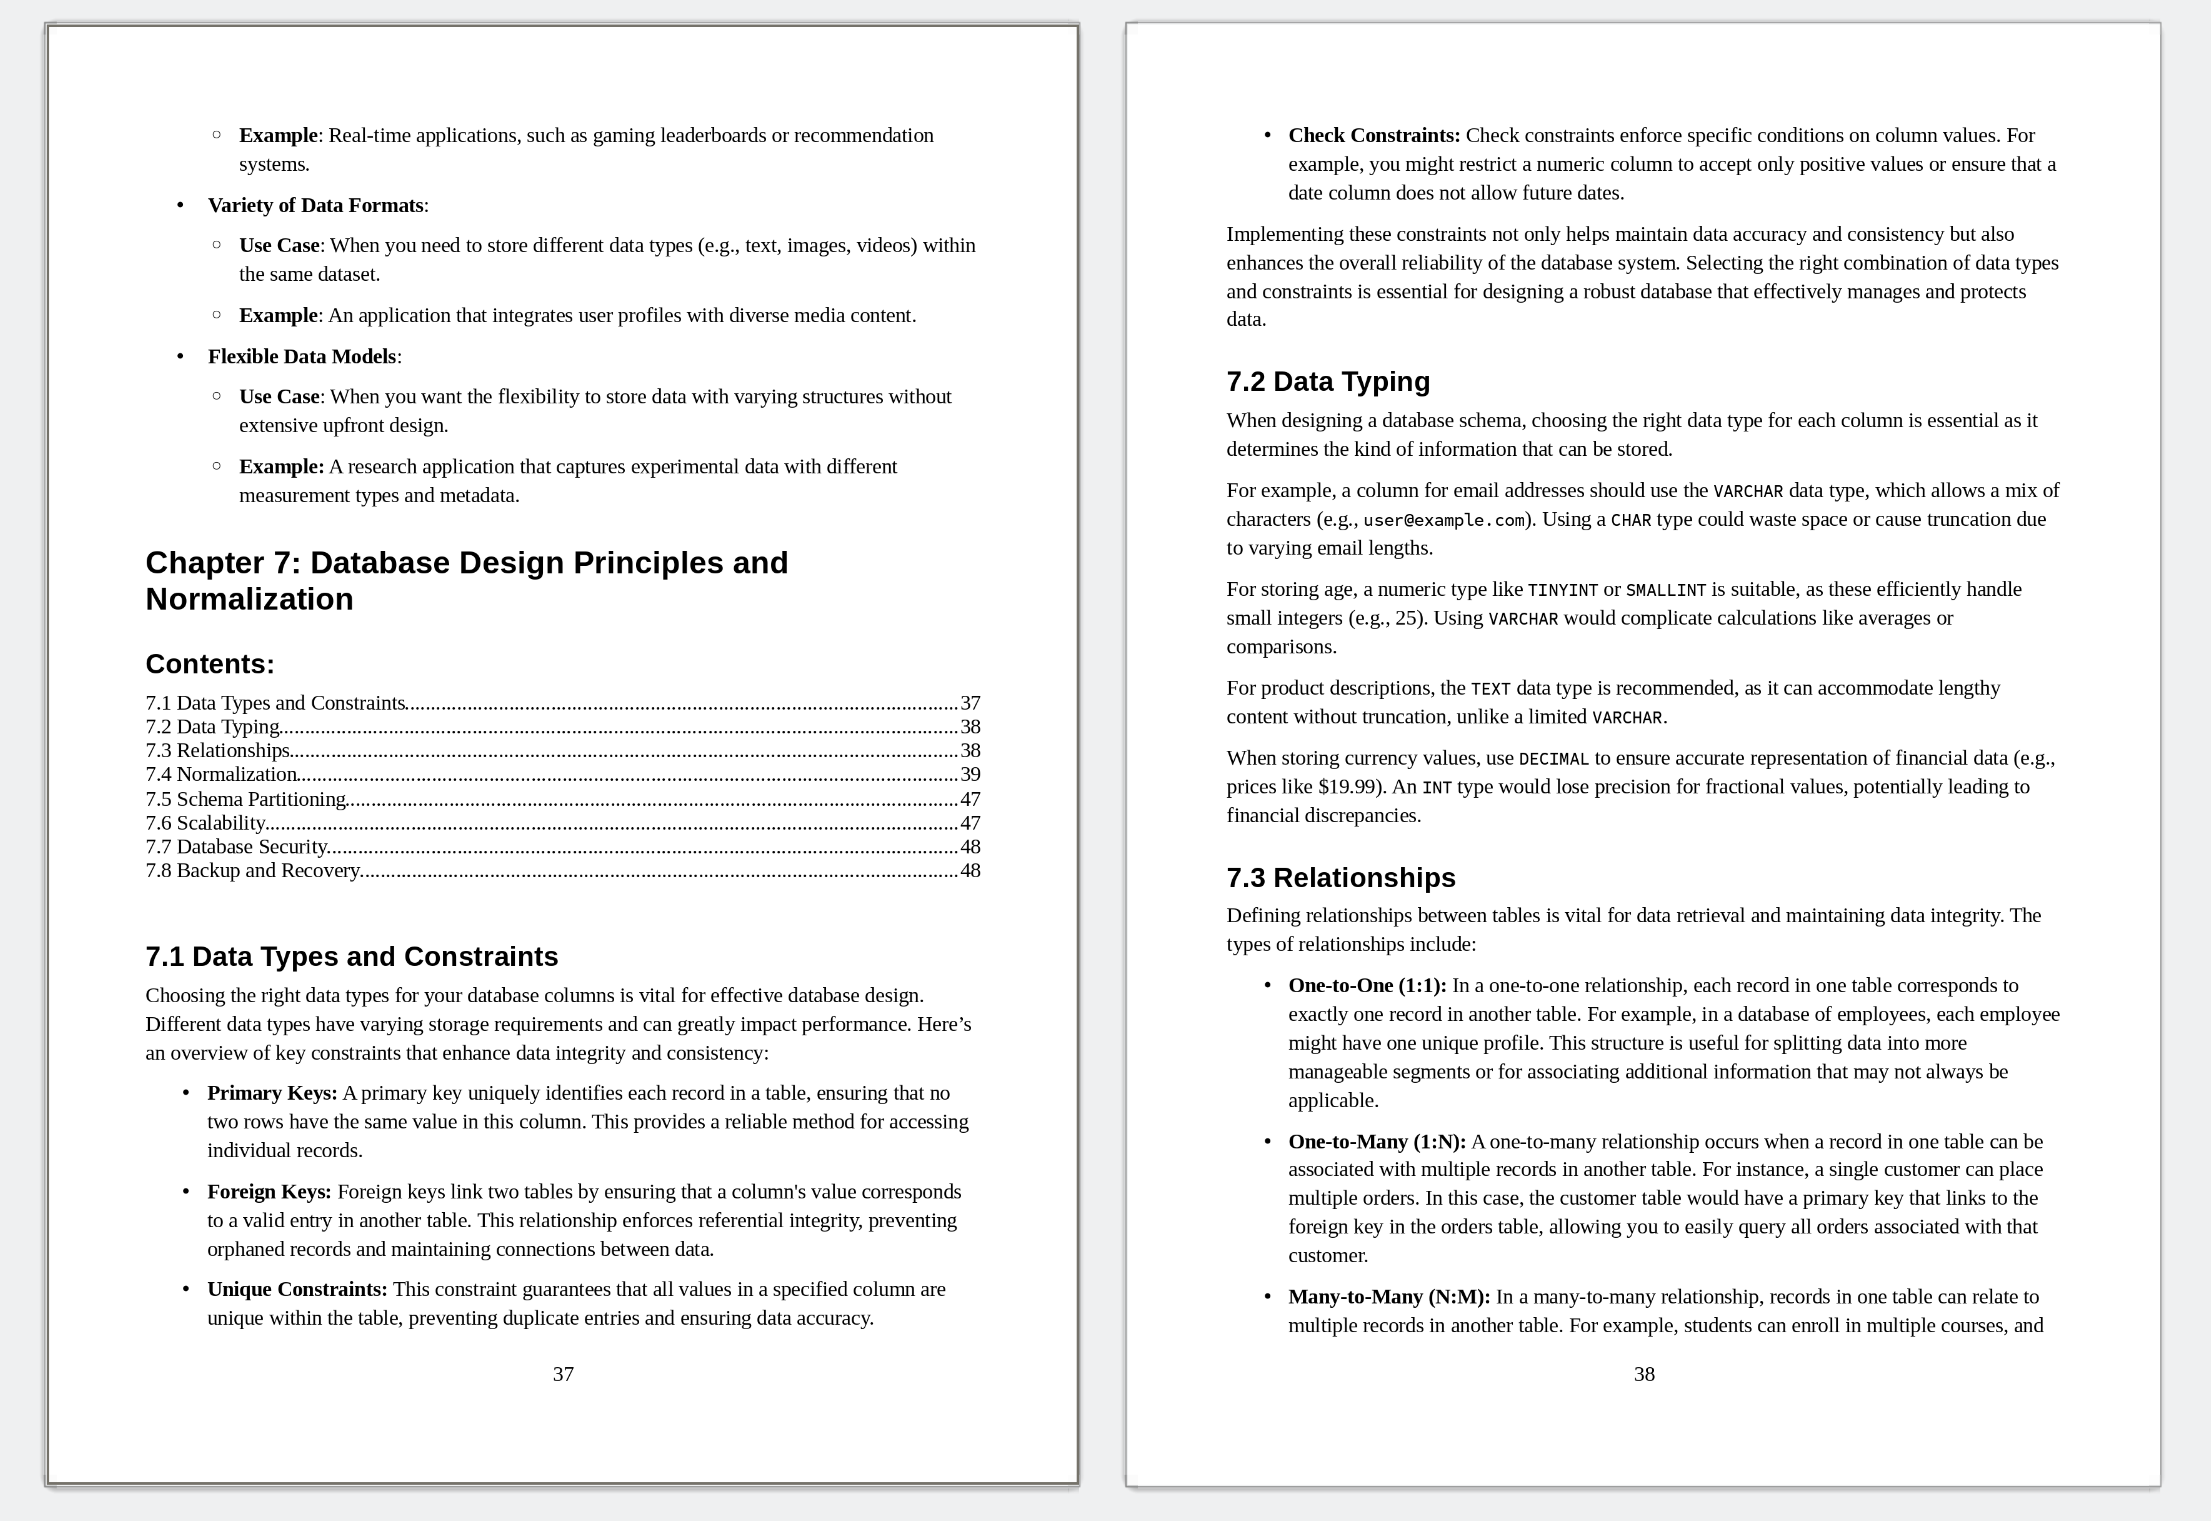 ◦ Example: Real-time applications, such as gaming leaderboards or recommendation
systems.
• Variety of Data Formats:
◦ Use Case: When you need to store different data types (e.g., text, images, videos) within
the same dataset.
◦ Example: An application that integrates user profiles with diverse media content.
• Flexible Data Models:
◦ Use Case: When you want the flexibility to store data with varying structures without
extensive upfront design.
◦ Example: A research application that captures experimental data with different
measurement types and metadata.
Chapter 7: Database Design Principles and
Normalization
Contents:
7.1 Data Types and Constraints..........37
7.2 Data Typing..........38
7.3 Relationships..........38
7.4 Normalization..........39
7.5 Schema Partitioning..........47
7.6 Scalability..........47
7.7 Database Security..........48
7.8 Backup and Recovery..........48
7.1 Data Types and Constraints
Choosing the right data types for your database columns is vital for effective database design.
Different data types have varying storage requirements and can greatly impact performance. Here’s
an overview of key constraints that enhance data integrity and consistency:
• Primary Keys: A primary key uniquely identifies each record in a table, ensuring that no
two rows have the same value in this column. This provides a reliable method for accessing
individual records.
• Foreign Keys: Foreign keys link two tables by ensuring that a column's value corresponds
to a valid entry in another table. This relationship enforces referential integrity, preventing
orphaned records and maintaining connections between data.
• Unique Constraints: This constraint guarantees that all values in a specified column are
unique within the table, preventing duplicate entries and ensuring data accuracy.
37
• Check Constraints: Check constraints enforce specific conditions on column values. For
example, you might restrict a numeric column to accept only positive values or ensure that a
date column does not allow future dates.
Implementing these constraints not only helps maintain data accuracy and consistency but also
enhances the overall reliability of the database system. Selecting the right combination of data types
and constraints is essential for designing a robust database that effectively manages and protects
data.
7.2 Data Typing
When designing a database schema, choosing the right data type for each column is essential as it
determines the kind of information that can be stored.
For example, a column for email addresses should use the VARCHAR data type, which allows a mix of
characters (e.g., user@example.com). Using a CHAR type could waste space or cause truncation due
to varying email lengths.
For storing age, a numeric type like TINYINT or SMALLINT is suitable, as these efficiently handle
small integers (e.g., 25). Using VARCHAR would complicate calculations like averages or
comparisons.
For product descriptions, the TEXT data type is recommended, as it can accommodate lengthy
content without truncation, unlike a limited VARCHAR.
When storing currency values, use DECIMAL to ensure accurate representation of financial data (e.g.,
prices like $19.99). An INT type would lose precision for fractional values, potentially leading to
financial discrepancies.
7.3 Relationships
Defining relationships between tables is vital for data retrieval and maintaining data integrity. The
types of relationships include:
• One-to-One (1:1): In a one-to-one relationship, each record in one table corresponds to
exactly one record in another table. For example, in a database of employees, each employee
might have one unique profile. This structure is useful for splitting data into more
manageable segments or for associating additional information that may not always be
applicable.
• One-to-Many (1:N): A one-to-many relationship occurs when a record in one table can be
associated with multiple records in another table. For instance, a single customer can place
multiple orders. In this case, the customer table would have a primary key that links to the
foreign key in the orders table, allowing you to easily query all orders associated with that
customer.
• Many-to-Many (N:M): In a many-to-many relationship, records in one table can relate to
multiple records in another table. For example, students can enroll in multiple courses, and
38